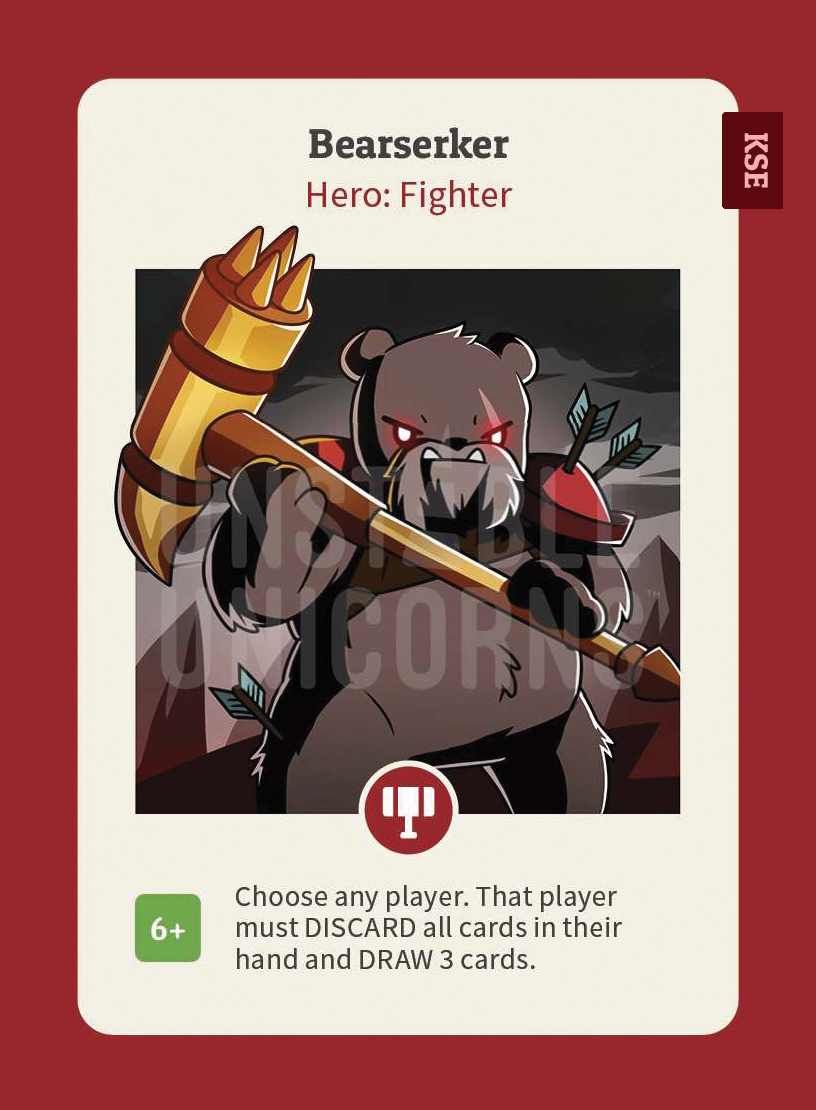 Bearserker
KSE
Hero: Fighter
UNSTABLE
UNICORNS™
6+
Choose any player. That player
must DISCARD all cards in their
hand and DRAW 3 cards.